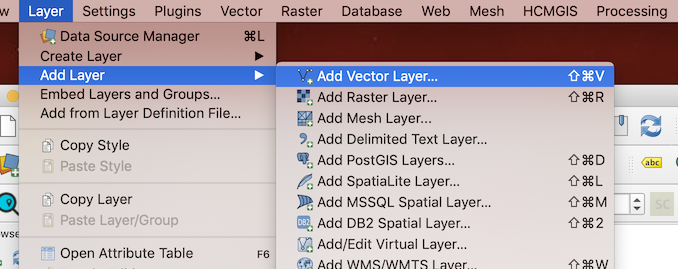 Layer Settings Plugins Vector Raster Database Web Mesh HCMGIS Processing
Data Source Manager ⌘L
Create Layer
Add Layer
Embed Layers and Groups...
Add from Layer Definition File...
Copy Style
Paste Style
Copy Layer
Paste Layer/Group
Open Attribute Table F6
Add Vector Layer... ⇧⌘V
Add Raster Layer... ⇧⌘R
Add Mesh Layer...
Add Delimited Text Layer...
Add PostGIS Layers... ⇧⌘D
Add SpatiaLite Layer... ⇧⌘L
Add MSSQL Spatial Layer... ⇧⌘M
Add DB2 Spatial Layer... ⇧⌘2
Add/Edit Virtual Layer...
Add WMS/WMTS Layer... ⇧⌘W
abc
SC